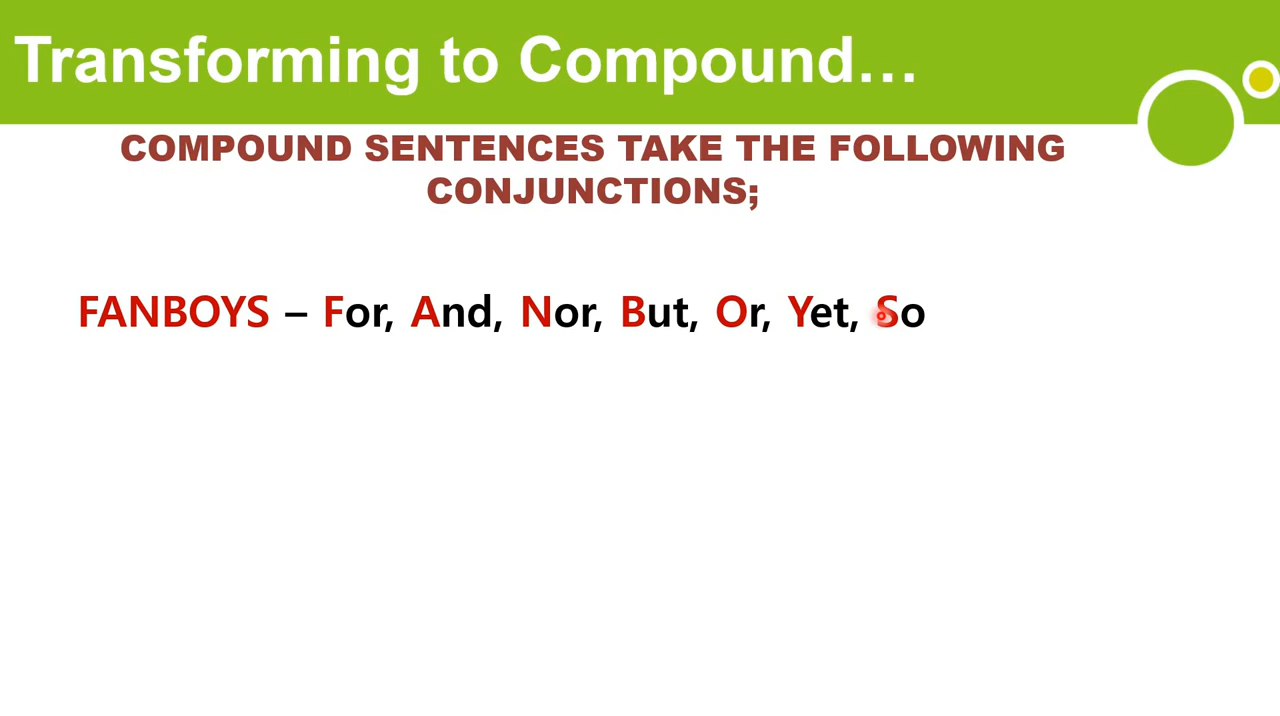 Transforming to Compound…
COMPOUND SENTENCES TAKE THE FOLLOWING
CONJUNCTIONS;
FANBOYS – For, And, Nor, But, Or, Yet, So